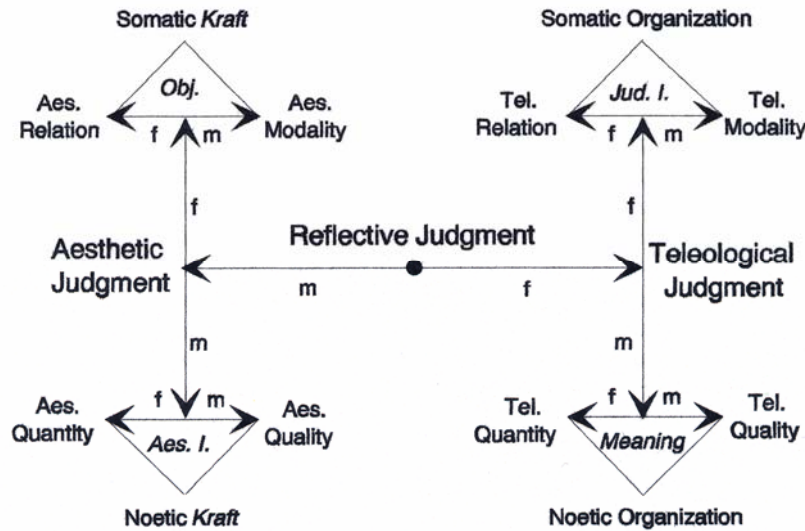 Somatic Kraft
Somatic Organization
Obj.
Jud. I.
Aes.
Relation
Aes.
Modality
Tel.
Relation
Tel.
Modality
f
m
f
m
f
f
Aesthetic
Judgment
Reflective Judgment
Teleological
Judgment
m
f
m
m
Aes.
Quantity
f
m
Aes.
Quality
Tel.
Quantity
f
m
Tel.
Quality
Aes. I.
Meaning
Noetic Kraft
Noetic Organization